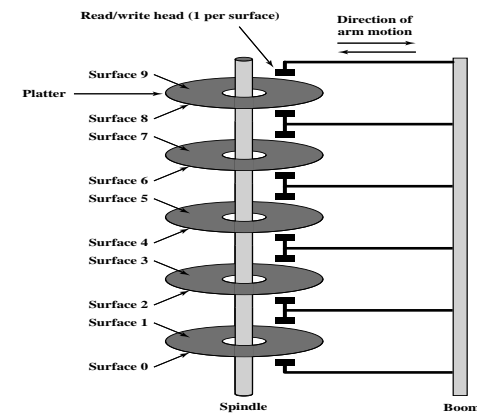 Read/write head (1 per surface)
Direction of
arm motion
Surface 9
Platter
Surface 8
Surface 7
Surface 6
Surface 5
Surface 4
Surface 3
Surface 2
Surface 1
Surface 0
Spindle
Boom